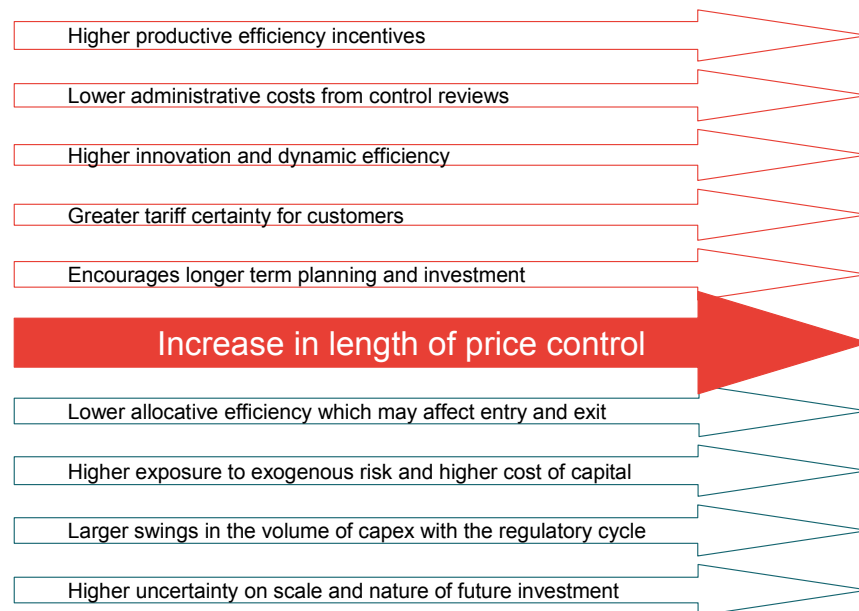 Higher productive efficiency incentives
Lower administrative costs from control reviews
Higher innovation and dynamic efficiency
Greater tariff certainty for customers
Encourages longer term planning and investment
Increase in length of price control
Lower allocative efficiency which may affect entry and exit
Higher exposure to exogenous risk and higher cost of capital
Larger swings in the volume of capex with the regulatory cycle
Higher uncertainty on scale and nature of future investment